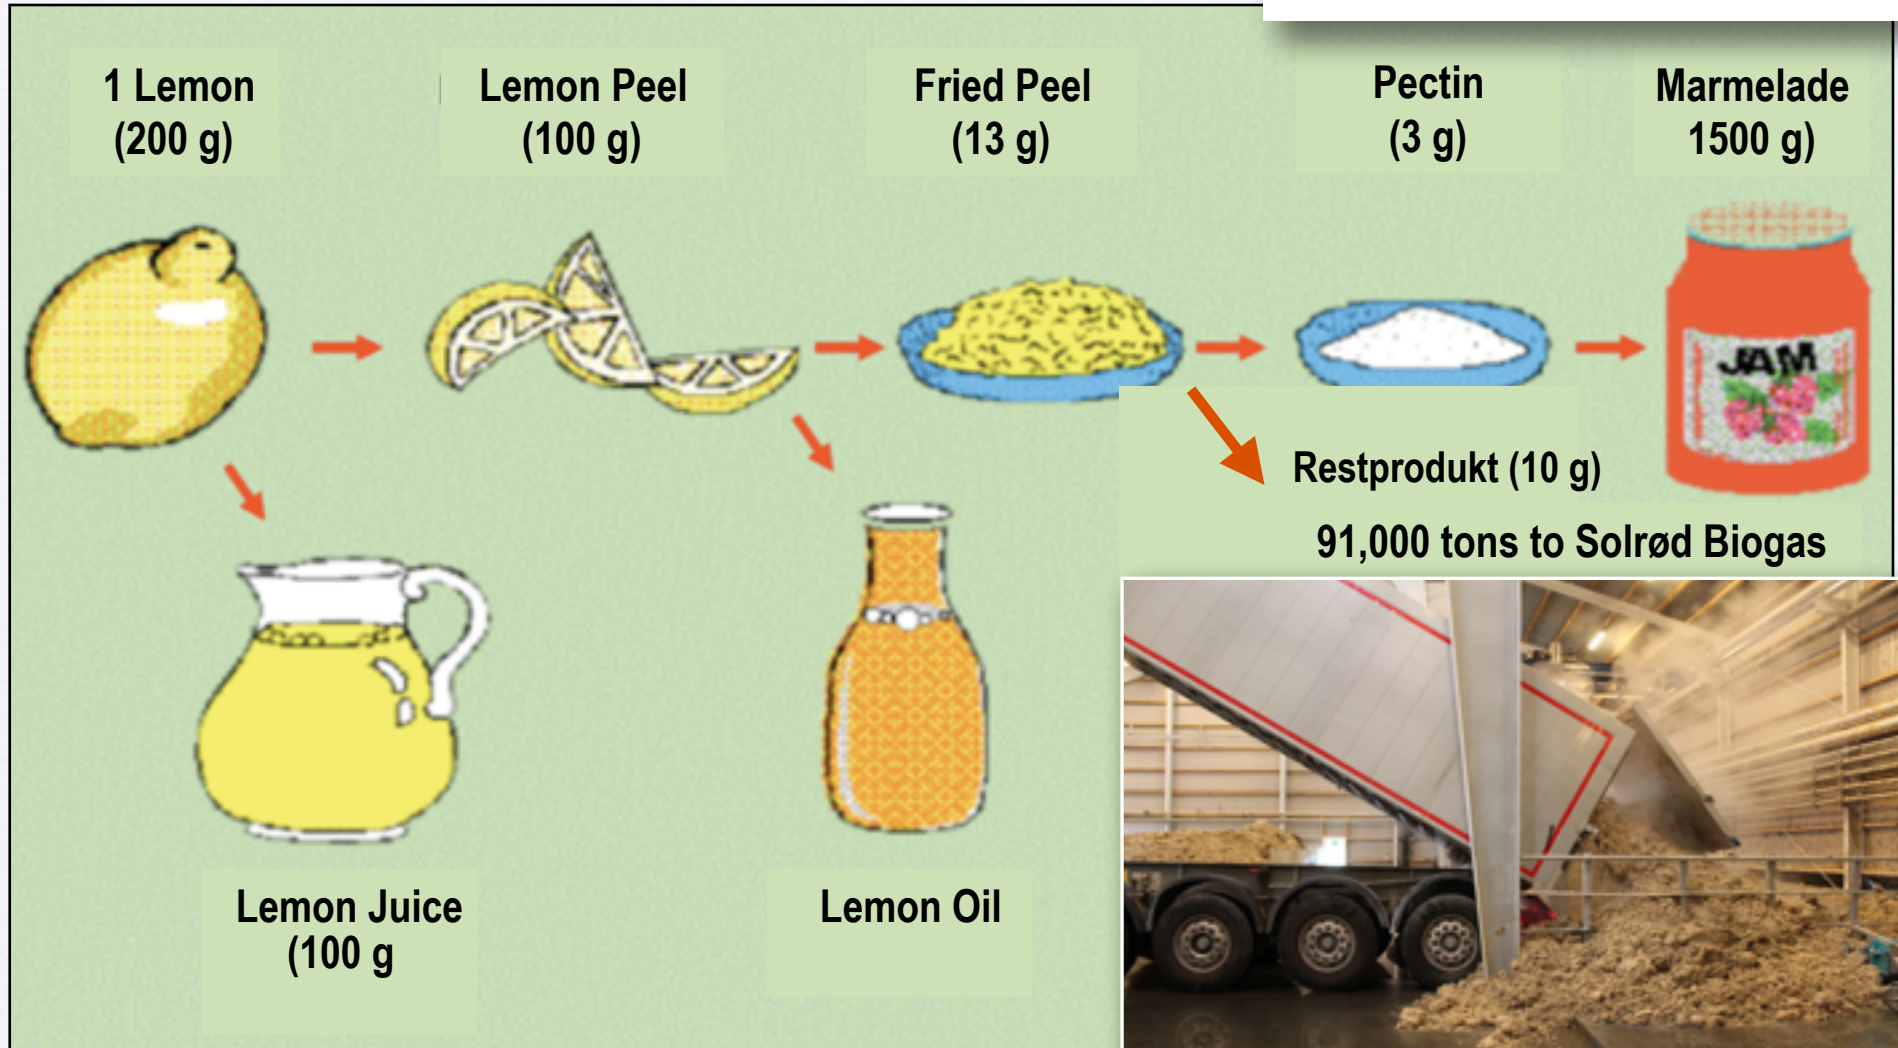 1 Lemon
(200 g)
Lemon Peel
(100 g)
Fried Peel
(13 g)
Pectin
(3 g)
Marmelade
1500 g)
JAM
Restprodukt (10 g)
91,000 tons to Solrød Biogas
Lemon Juice
(100 g
Lemon Oil